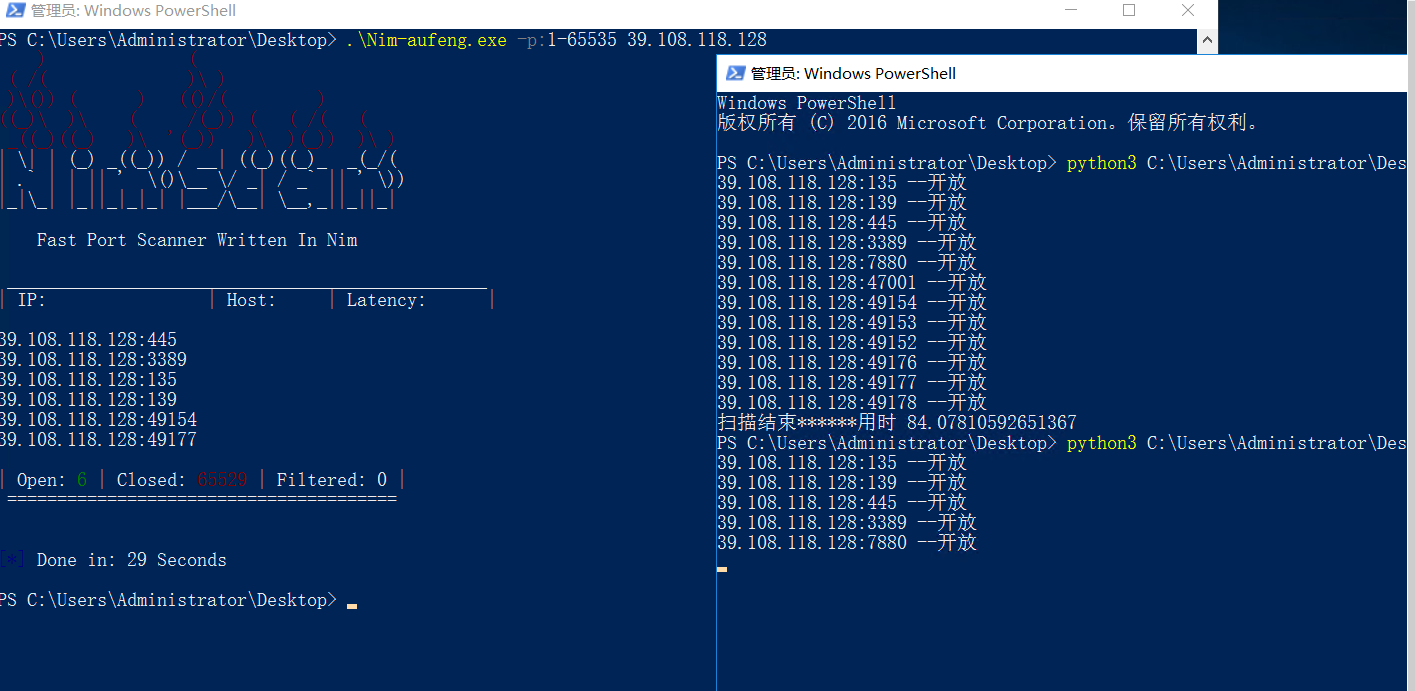 管理员: Windows PowerShell
PS C:\Users\Administrator\Desktop> .\Nim-aufeng.exe -p:1-65535 39.108.118.128
Fast Port Scanner Written In Nim
| IP: | Host: | Latency: |
39.108.118.128:445
39.108.118.128:3389
39.108.118.128:135
39.108.118.128:139
39.108.118.128:49154
39.108.118.128:49177
| Open: 6 | Closed: 65529 | Filtered: 0 |
=======================================
[*] Done in: 29 Seconds
PS C:\Users\Administrator\Desktop>
管理员: Windows PowerShell
Windows PowerShell
版权所有 (C) 2016 Microsoft Corporation。保留所有权利。
PS C:\Users\Administrator\Desktop> python3 C:\Users\Administrator\Des
39.108.118.128:135 --开放
39.108.118.128:139 --开放
39.108.118.128:445 --开放
39.108.118.128:3389 --开放
39.108.118.128:7880 --开放
39.108.118.128:47001 --开放
39.108.118.128:49154 --开放
39.108.118.128:49153 --开放
39.108.118.128:49152 --开放
39.108.118.128:49176 --开放
39.108.118.128:49177 --开放
39.108.118.128:49178 --开放
扫描结束******用时 84.07810592651367
PS C:\Users\Administrator\Desktop> python3 C:\Users\Administrator\Des
39.108.118.128:135 --开放
39.108.118.128:139 --开放
39.108.118.128:445 --开放
39.108.118.128:3389 --开放
39.108.118.128:7880 --开放